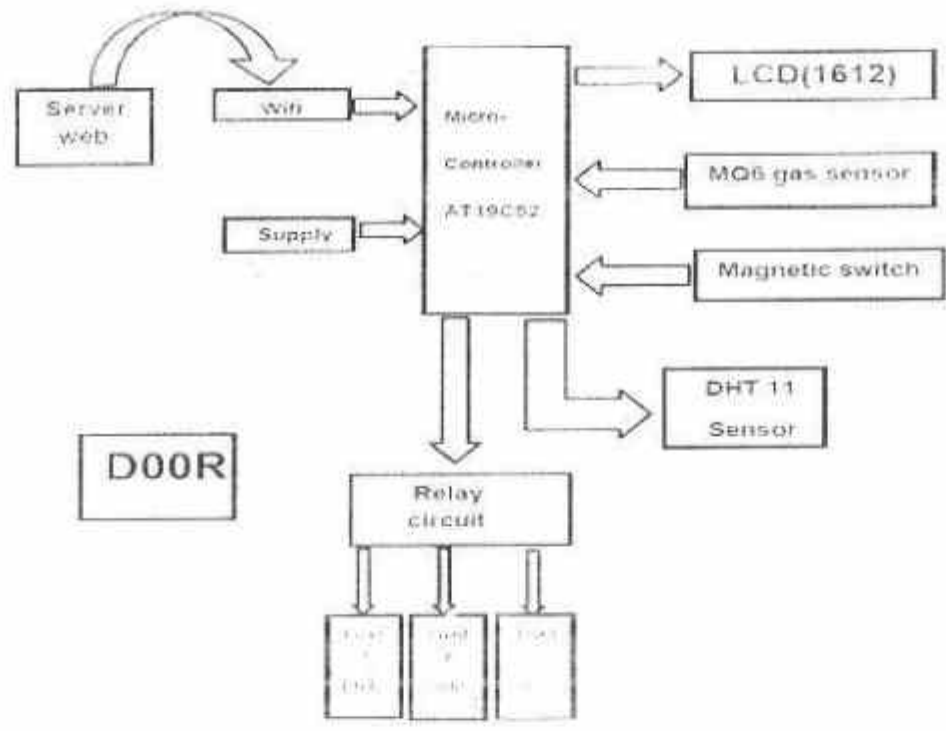 Server
web
Wifi
Supply
Micro-
Controller
AT19C52
LCD(1612)
MQ6 gas sensor
Magnetic switch
DHT 11
Sensor
D00R
Relay
circuit